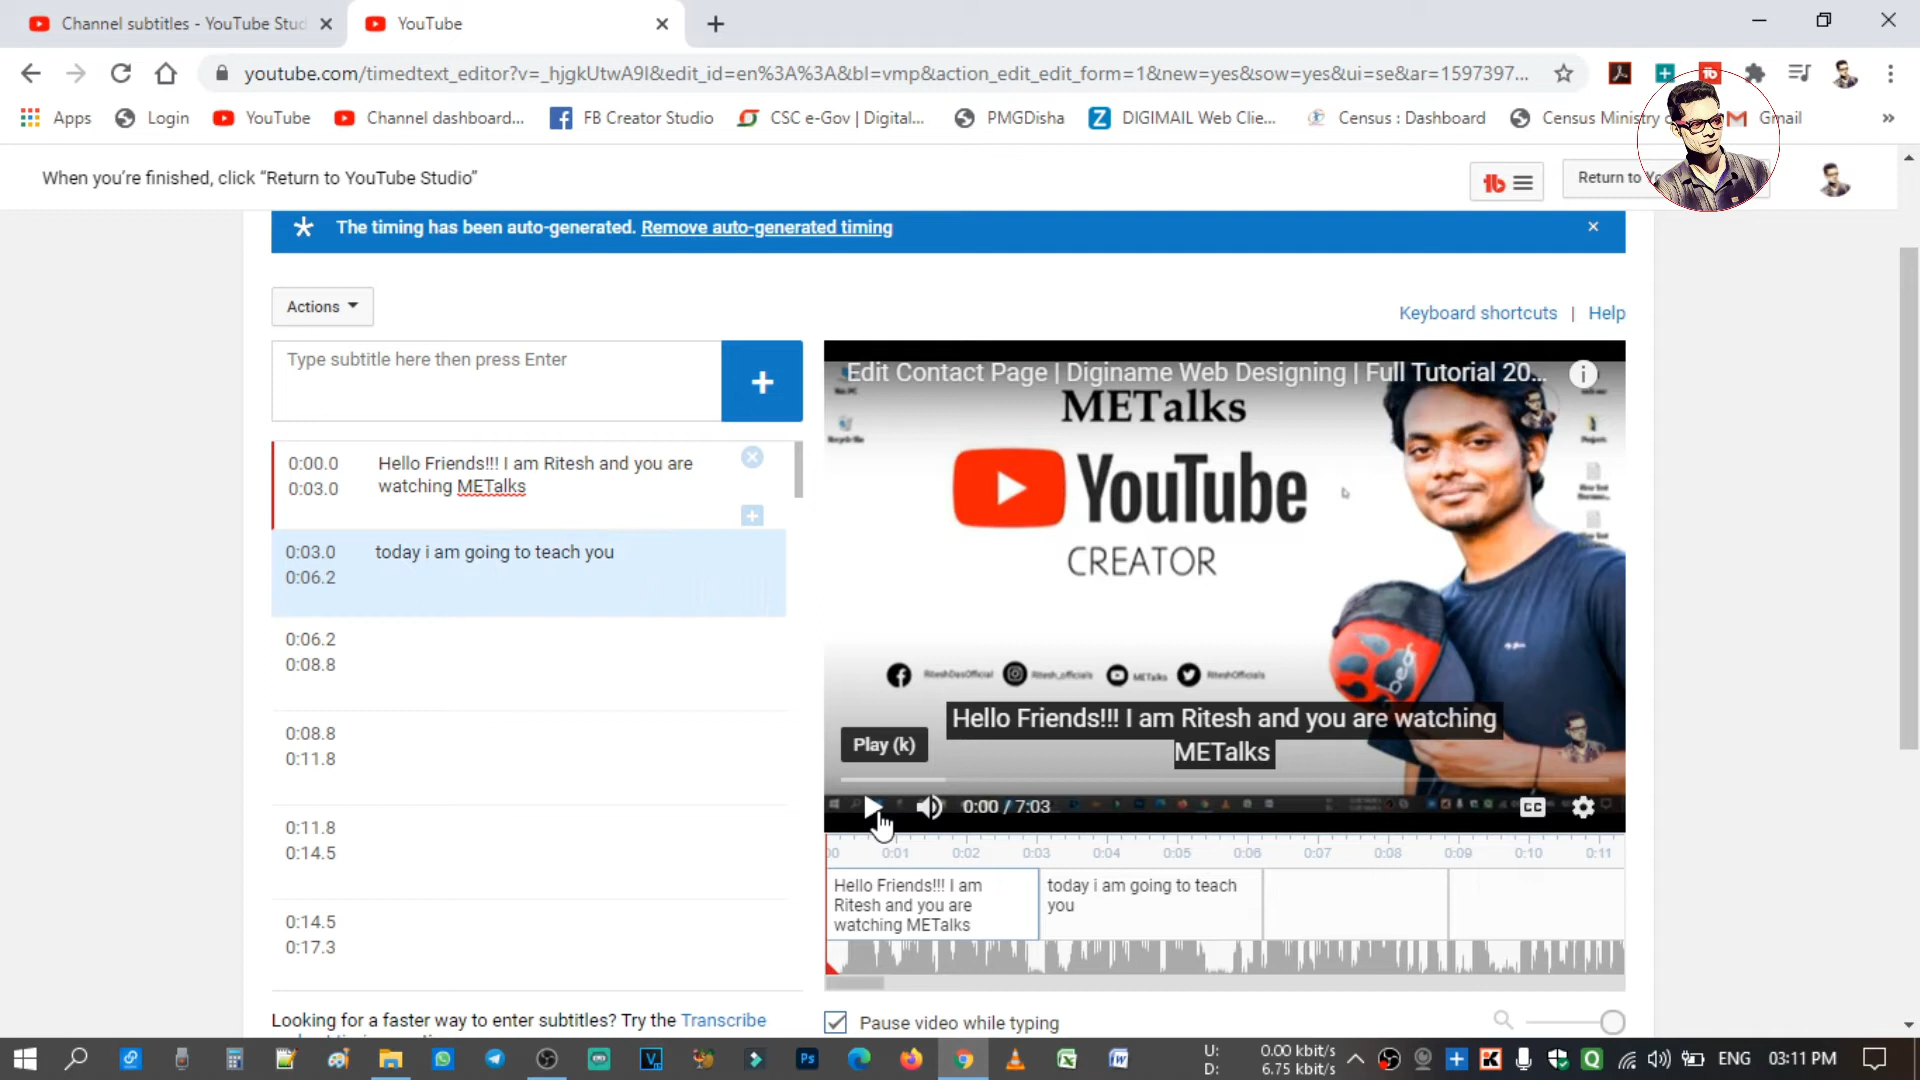 Channel subtitles - YouTube Stud
YouTube
youtube.com/timedtext_editor?v=_hjgkUtwA9I&edit_id=en%3A%3A&bl=vmp&action_edit_edit_form=1&new=yes&sow=yes&ui=se&ar=1597397...
Apps
Login
YouTube
Channel dashboard...
FB Creator Studio
CSC e-Gov | Digital...
PMGDisha
DIGIMAIL Web Clie...
Census : Dashboard
Census Ministry
Gmail
»
When you're finished, click "Return to YouTube Studio"
Return to
The timing has been auto-generated. Remove auto-generated timing
Actions
Keyboard shortcuts | Help
Type subtitle here then press Enter
+
Edit Contact Page | Diginame Web Designing | Full Tutorial 20...
METalks
YouTube
CREATOR
0:00.0
0:03.0
Hello Friends!!! I am Ritesh and you are
watching METalks
0:03.0
0:06.2
today i am going to teach you
0:06.2
0:08.8
0:08.8
0:11.8
0:11.8
0:14.5
0:14.5
0:17.3
RiteshDasOfficial
Ritesh_officials
METalks
RiteshOfficials
Hello Friends!!! I am Ritesh and you are watching
METalks
Play (k)
0:00 / 7:03
CC
00 0:01 0:02 0:03 0:04 0:05 0:06 0:07 0:08 0:09 0:10 0:11
Hello Friends!!! I am
Ritesh and you are
watching METalks
today i am going to teach
you
Looking for a faster way to enter subtitles? Try the Transcribe
Pause video while typing
U: 0.00 kbit/s
D: 6.75 kbit/s
ENG
03:11 PM